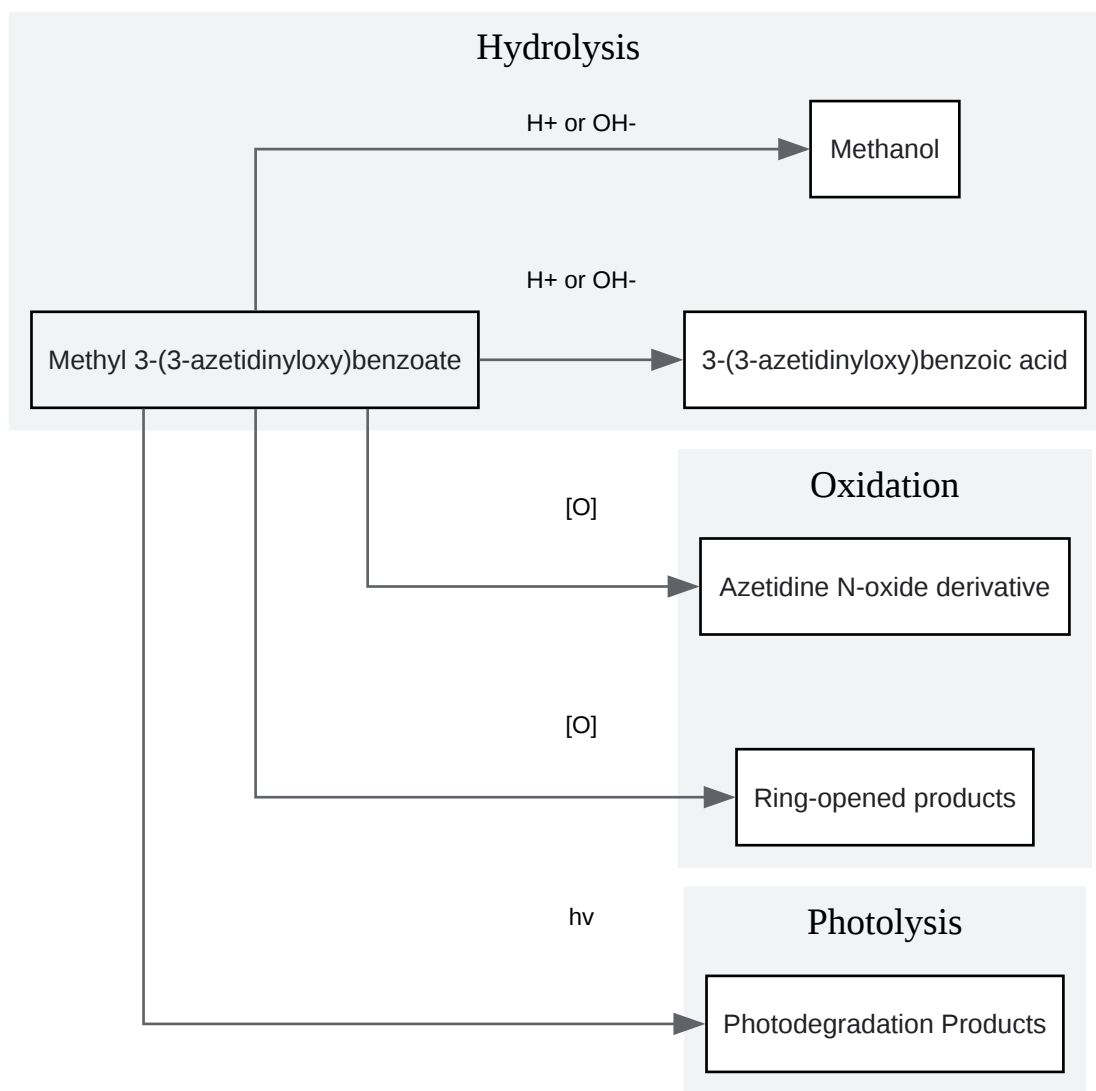 Hydrolysis
H+ or OH-
Methanol
H+ or OH-
Methyl 3-(3-azetidinyloxy)benzoate
3-(3-azetidinyloxy)benzoic acid
Oxidation
[O]
Azetidine N-oxide derivative
[O]
Ring-opened products
Photolysis
hv
Photodegradation Products